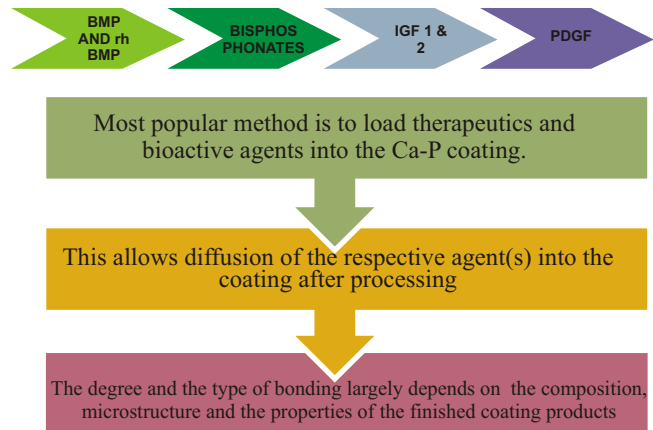 BMP
AND rh
BMP
BISPHOS
PHONATES
IGF 1 &
2
PDGF
Most popular method is to load therapeutics and
bioactive agents into the Ca-P coating.
This allows diffusion of the respective agent(s) into the
coating after processing
The degree and the type of bonding largely depends on the composition,
microstructure and the properties of the finished coating products